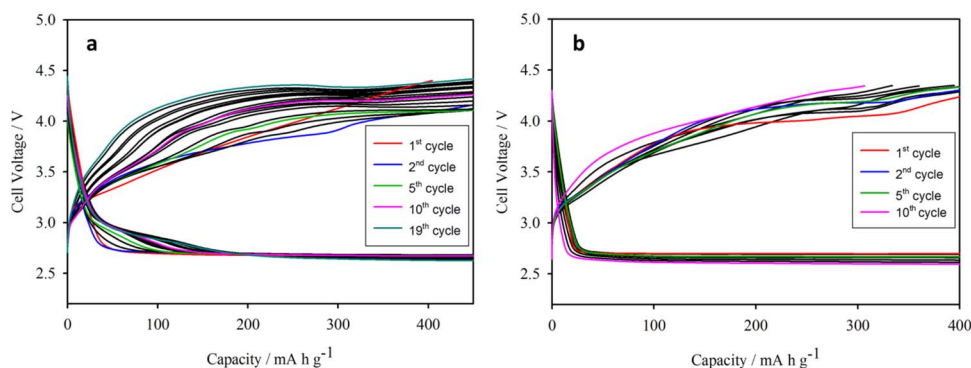 a
5.0
4.5
4.0
3.5
3.0
2.5
Cell Voltage / V
0
100
200
300
400
Capacity / mA h g-1
1st cycle
2nd cycle
5th cycle
10th cycle
19th cycle
b
5.0
4.5
4.0
3.5
3.0
2.5
Cell Voltage / V
0
100
200
300
400
Capacity / mA h g-1
1st cycle
2nd cycle
5th cycle
10th cycle